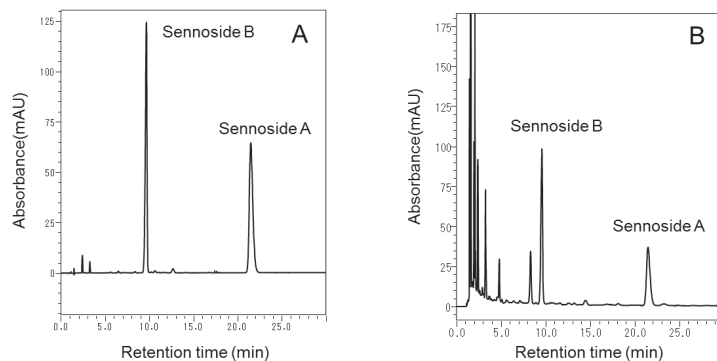 A
Sennoside B
Sennoside A
Absorbance(mAU)
125
100
75
50
25
0
0.0 5.0 10.0 15.0 20.0 25.0
Retention time (min)
B
Sennoside B
Sennoside A
Absorbance(mAU)
175
150
125
100
75
50
25
0
0.0 5.0 10.0 15.0 20.0 25.0
Retention time (min)